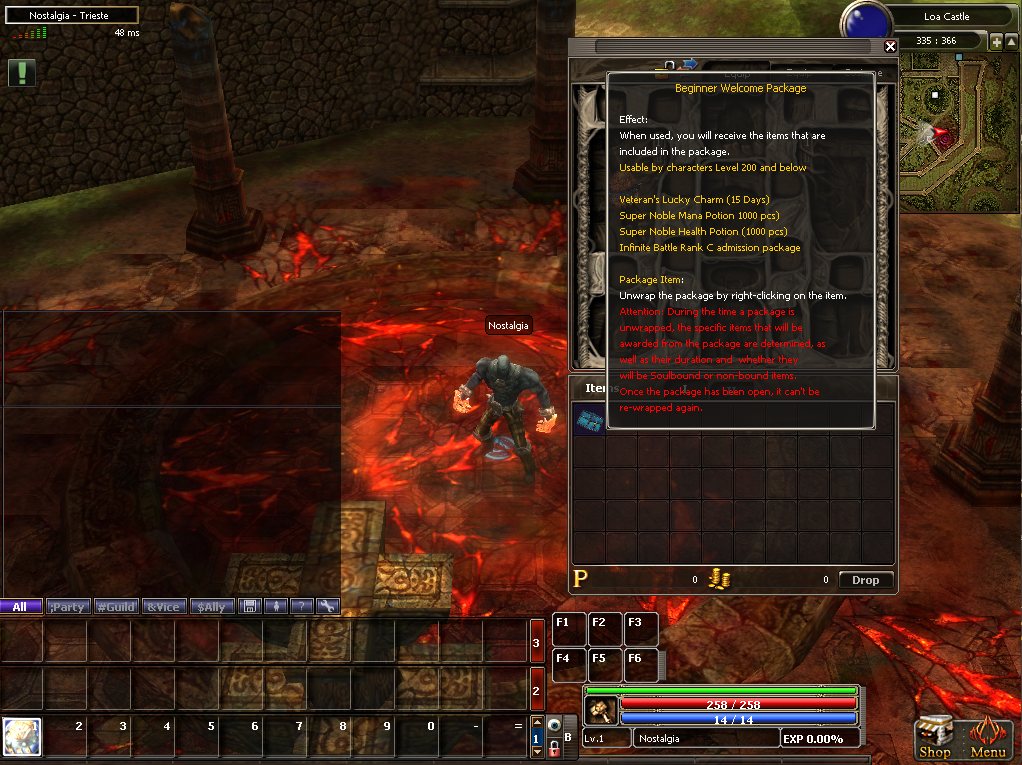 Nostalgia - Trieste
48 ms
Loa Castle
335 : 366
Equip
Beginner Welcome Package
Effect:
When used, you will receive the items that are
included in the package.
Usable by characters Level 200 and below
Veteran's Lucky Charm (15 Days)
Super Noble Mana Potion 1000 pcs)
Super Noble Health Potion (1000 pcs)
Infinite Battle Rank C admission package
Package Item:
Unwrap the package by right-clicking on the item.
Attention: During the time a package is
unwrapped, the specific items that will be
awarded from the package are determined, as
well as their duration and whether they
will be Soulbound or non-bound items.
Once the package has been open, it can't be
re-wrapped again.
Nostalgia
Items
P 0 0 Drop
All ;Party #Guild &Vice $Ally ?
3
2
2 3 4 5 6 7 8 9 0 - = 1 B
F1 F2 F3
F4 F5 F6
258 / 258
14 / 14
Lv.1 Nostalgia EXP 0.00%
Shop Menu